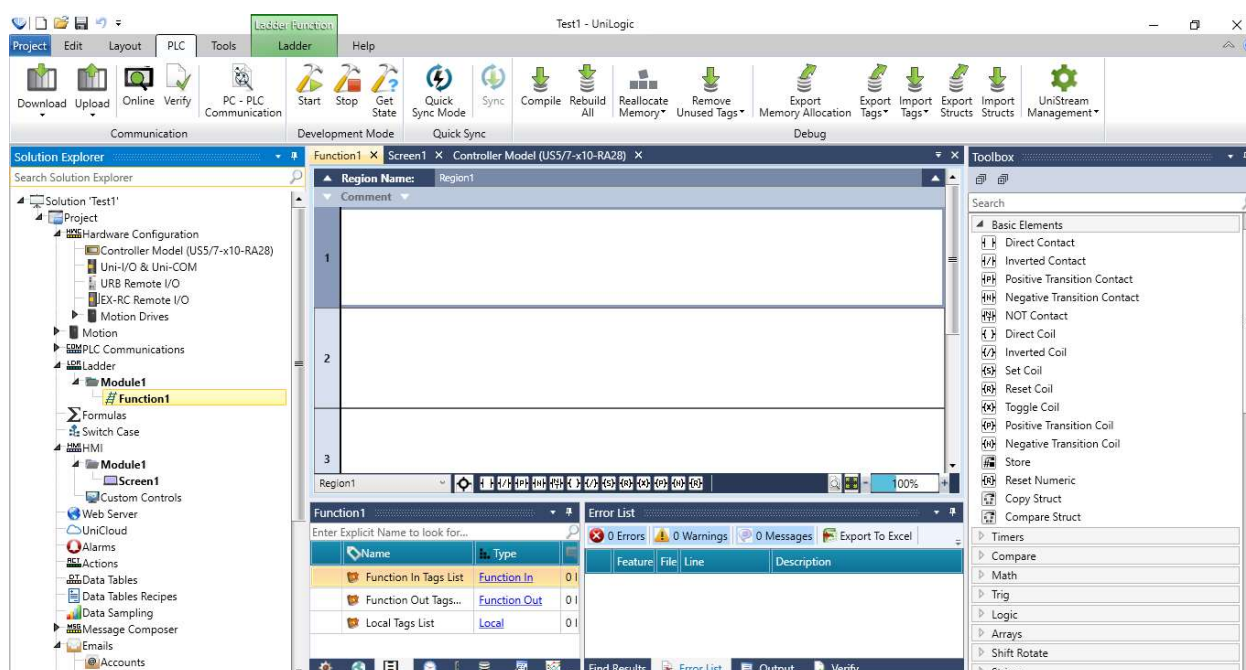 Ladder Function
Test1 - UniLogic
Project Edit Layout PLC Tools Ladder Help
Download Upload Online Verify PC - PLC Communication Start Stop Get State Quick Sync Mode Sync Compile Rebuild All Reallocate Memory Remove Unused Tags Export Memory Allocation Export Tags Import Tags Export Structs Import Structs UniStream Management
Communication Development Mode Quick Sync Debug
Solution Explorer
Search Solution Explorer
Solution 'Test1'
Project
Hardware Configuration
Controller Model (US5/7-x10-RA28)
Uni-I/O & Uni-COM
URB Remote I/O
EX-RC Remote I/O
Motion Drives
Motion
PLC Communications
LDR Ladder
Module1
Function1
Formulas
Switch Case
HMI HMI
Module1
Screen1
Custom Controls
Web Server
UniCloud
Alarms
ACT Actions
Data Tables
Data Tables Recipes
Data Sampling
MSG Message Composer
Emails
Accounts
Function1 Screen1 Controller Model (US5/7-x10-RA28)
Region Name: Region1
Comment
1
2
3
Region1 100%
Function1
Enter Explicit Name to look for...
Name Type
Function In Tags List Function In 0
Function Out Tags... Function Out 0
Local Tags List Local 0
Error List
0 Errors 0 Warnings 0 Messages Export To Excel
Feature File Line Description
Find Results Error List Output Verify
Toolbox
Search
Basic Elements
Direct Contact
Inverted Contact
Positive Transition Contact
Negative Transition Contact
NOT Contact
Direct Coil
Inverted Coil
Set Coil
Reset Coil
Toggle Coil
Positive Transition Coil
Negative Transition Coil
Store
Reset Numeric
Copy Struct
Compare Struct
Timers
Compare
Math
Trig
Logic
Arrays
Shift Rotate